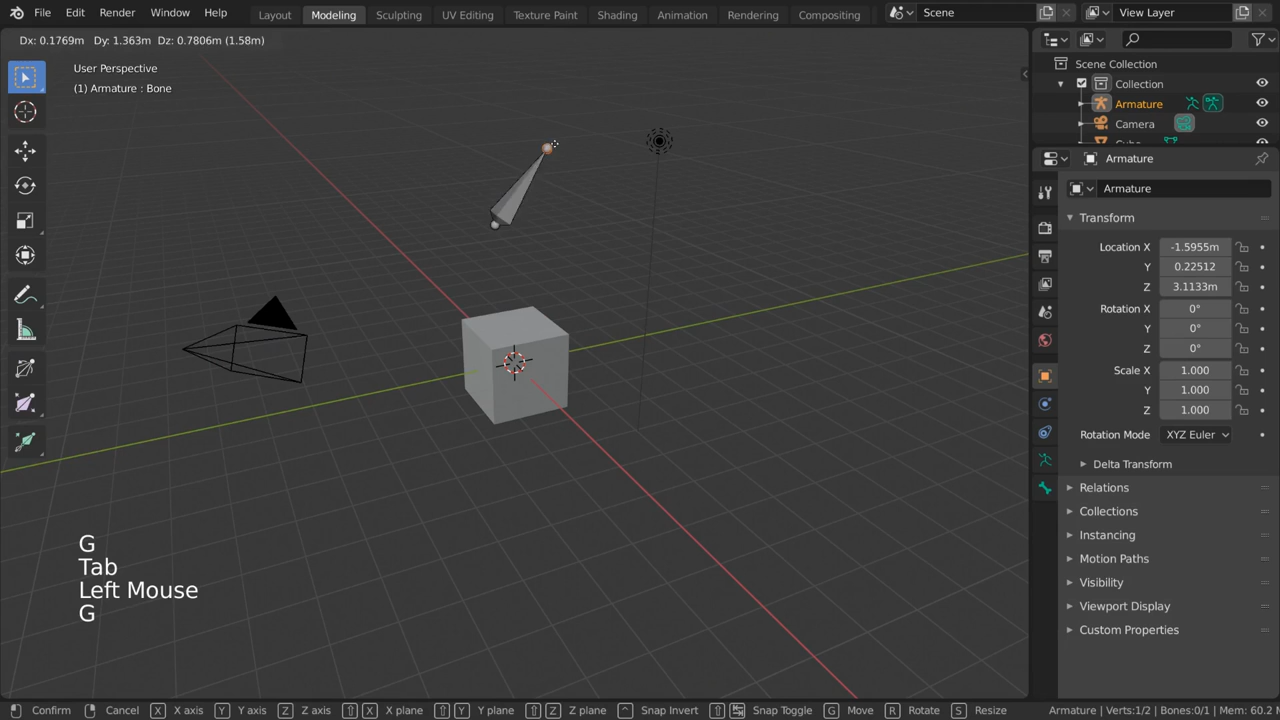 File Edit Render Window Help Layout Modeling Sculpting UV Editing Texture Paint Shading Animation Rendering Compositing Scene View Layer
Dx: 0.1769m Dy: 1.363m Dz: 0.7806m (1.58m)
User Perspective
(1) Armature : Bone
G
Tab
Left Mouse
G
Scene Collection
Collection
Armature
Camera
Armature
Armature
Transform
Location X -1.5955m
Y 0.22512
Z 3.1133m
Rotation X 0°
Y 0°
Z 0°
Scale X 1.000
Y 1.000
Z 1.000
Rotation Mode XYZ Euler
Delta Transform
Relations
Collections
Instancing
Motion Paths
Visibility
Viewport Display
Custom Properties
Confirm Cancel X X axis Y Y axis Z Z axis X X plane Y Y plane Z Z plane Snap Invert Snap Toggle G Move R Rotate S Resize Armature | Verts:1/2 | Bones:0/1 | Mem: 60.2